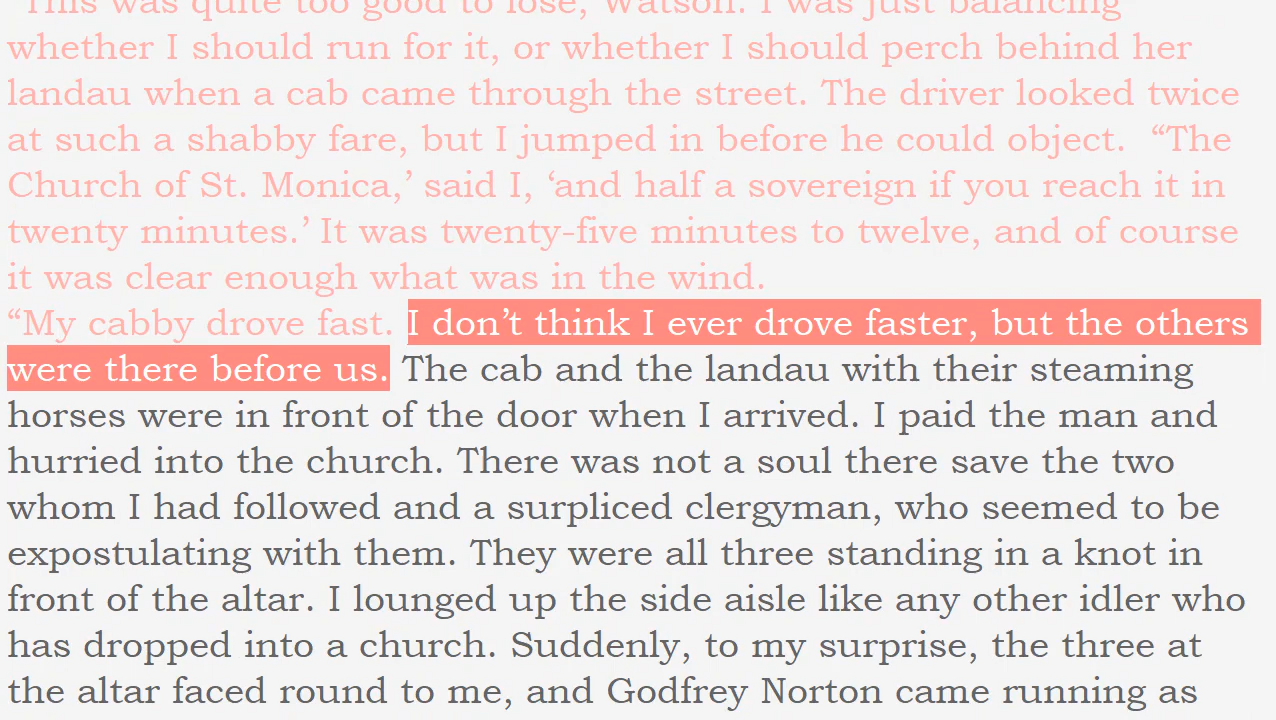 "This was quite too good to lose, Watson. I was just balancing
whether I should run for it, or whether I should perch behind her
landau when a cab came through the street. The driver looked twice
at such a shabby fare, but I jumped in before he could object.  “The
Church of St. Monica,’ said I, ‘and half a sovereign if you reach it in
twenty minutes.’ It was twenty-five minutes to twelve, and of course
it was clear enough what was in the wind.
“My cabby drove fast. I don’t think I ever drove faster, but the others
were there before us. The cab and the landau with their steaming
horses were in front of the door when I arrived. I paid the man and
hurried into the church. There was not a soul there save the two
whom I had followed and a surpliced clergyman, who seemed to be
expostulating with them. They were all three standing in a knot in
front of the altar. I lounged up the side aisle like any other idler who
has dropped into a church. Suddenly, to my surprise, the three at
the altar faced round to me, and Godfrey Norton came running as